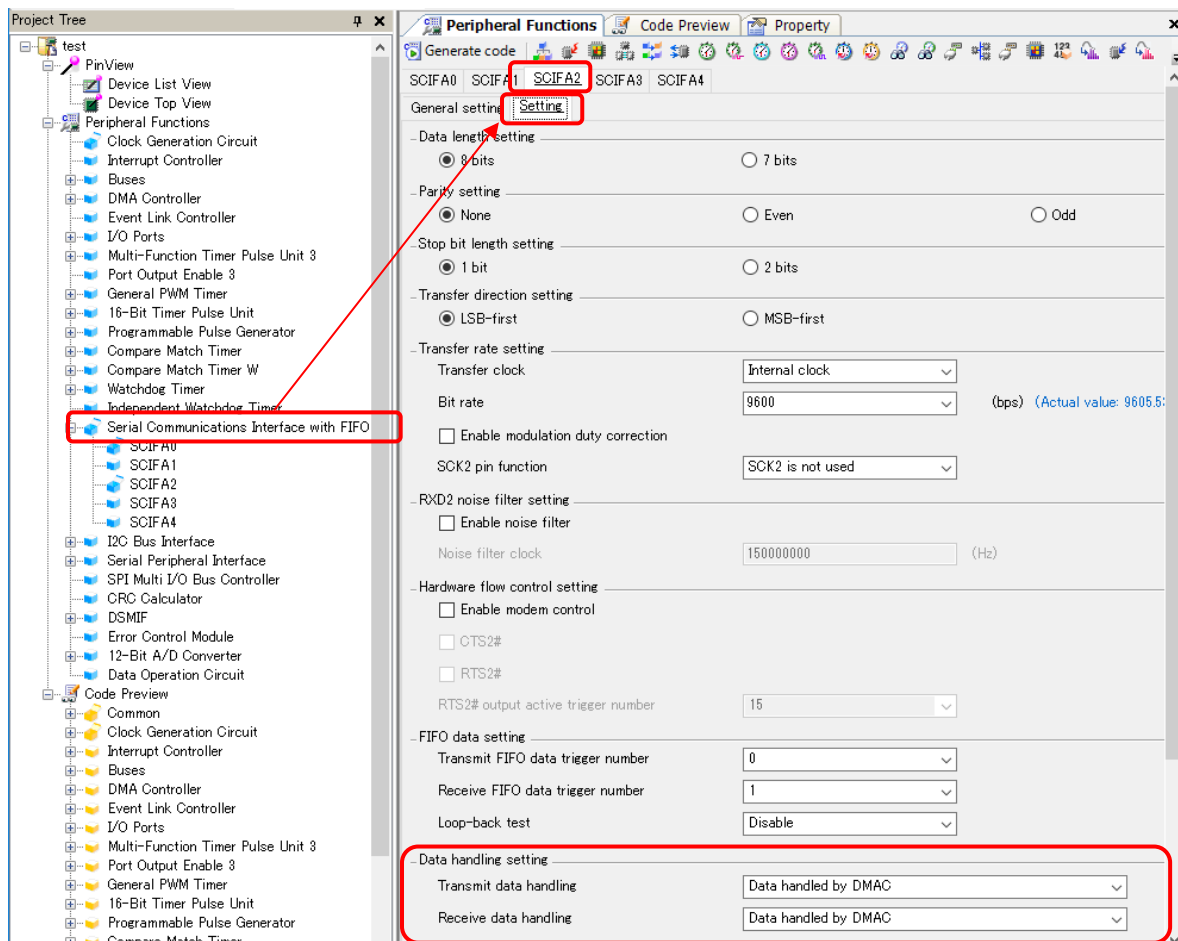 Project Tree
test
PinView
Device List View
Device Top View
Peripheral Functions
Clock Generation Circuit
Interrupt Controller
Buses
DMA Controller
Event Link Controller
I/O Ports
Multi-Function Timer Pulse Unit 3
Port Output Enable 3
General PWM Timer
16-Bit Timer Pulse Unit
Programmable Pulse Generator
Compare Match Timer
Compare Match Timer W
Watchdog Timer
Independent Watchdog Timer
Serial Communications Interface with FIFO
SCIFA0
SCIFA1
SCIFA2
SCIFA3
SCIFA4
I2C Bus Interface
Serial Peripheral Interface
SPI Multi I/O Bus Controller
CRC Calculator
DSMIF
Error Control Module
12-Bit A/D Converter
Data Operation Circuit
Code Preview
Common
Clock Generation Circuit
Interrupt Controller
Buses
DMA Controller
Event Link Controller
I/O Ports
Multi-Function Timer Pulse Unit 3
Port Output Enable 3
General PWM Timer
16-Bit Timer Pulse Unit
Programmable Pulse Generator
Compare Match Timer
Peripheral Functions Code Preview Property
Generate code
SCIFA0 SCIFA1 SCIFA2 SCIFA3 SCIFA4
General setting Setting
Data length setting
8 bits 7 bits
Parity setting
None Even Odd
Stop bit length setting
1 bit 2 bits
Transfer direction setting
LSB-first MSB-first
Transfer rate setting
Transfer clock Internal clock
Bit rate 9600 (bps) (Actual value: 9605.5
Enable modulation duty correction
SCK2 pin function SCK2 is not used
RXD2 noise filter setting
Enable noise filter
Noise filter clock 150000000 (Hz)
Hardware flow control setting
Enable modem control
CTS2#
RTS2#
RTS2# output active trigger number 15
FIFO data setting
Transmit FIFO data trigger number 0
Receive FIFO data trigger number 1
Loop-back test Disable
Data handling setting
Transmit data handling Data handled by DMAC
Receive data handling Data handled by DMAC